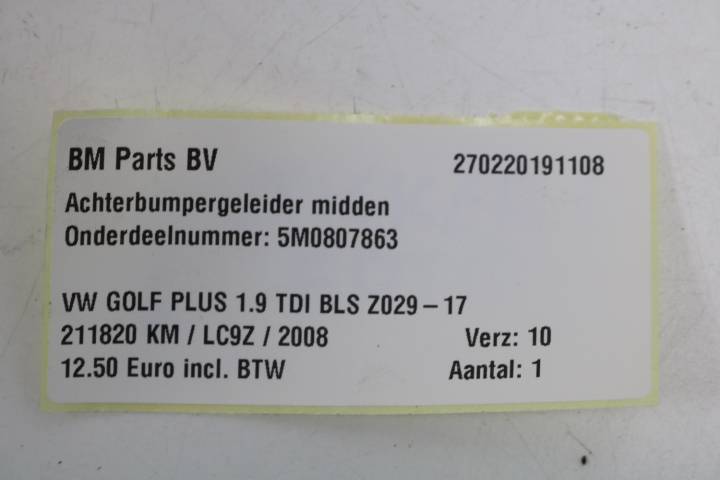 BM Parts BV 270220191108
Achterbumpergeleider midden
Onderdeelnummer: 5M0807863
VW GOLF PLUS 1.9 TDI BLS Z029-17
211820 KM / LC9Z / 2008 Verz: 10
12.50 Euro incl. BTW Aantal: 1